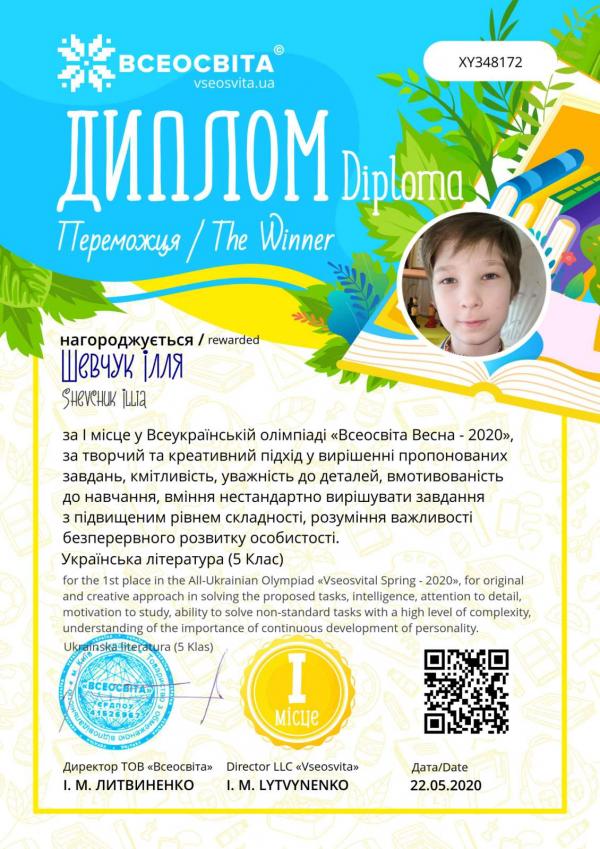 ВСЕОСВІТА©
vseosvita.ua
XY348172
ДИПЛОМ Diploma
Переможця / The Winner
нагороджується / rewarded
Шевчук Ілля
Shevchuk Illia
за І місце у Всеукраїнській олімпіаді «Всеосвіта Весна - 2020»,
за творчий та креативний підхід у вирішенні пропонованих
завдань, кмітливість, уважність до деталей, вмотивованість
до навчання, вміння нестандартно вирішувати завдання
з підвищеним рівнем складності, розуміння важливості
безперервного розвитку особистості.
Українська література (5 Клас)
for the 1st place in the All-Ukrainian Olympiad «Vseosvital Spring - 2020», for original
and creative approach in solving the proposed tasks, intelligence, attention to detail,
motivation to study, ability to solve non-standard tasks with a high level of complexity,
understanding of the importance of continuous development of personality.
Ukrainska literatura (5 Klas)
«ВСЕОСВІТА»
ЄРДПОУ
41526967
І
місце
Директор ТОВ «Всеосвіта»
І. М. ЛИТВИНЕНКО
Director LLC «Vseosvita»
I. M. LYTVYNENKO
Дата/Date
22.05.2020